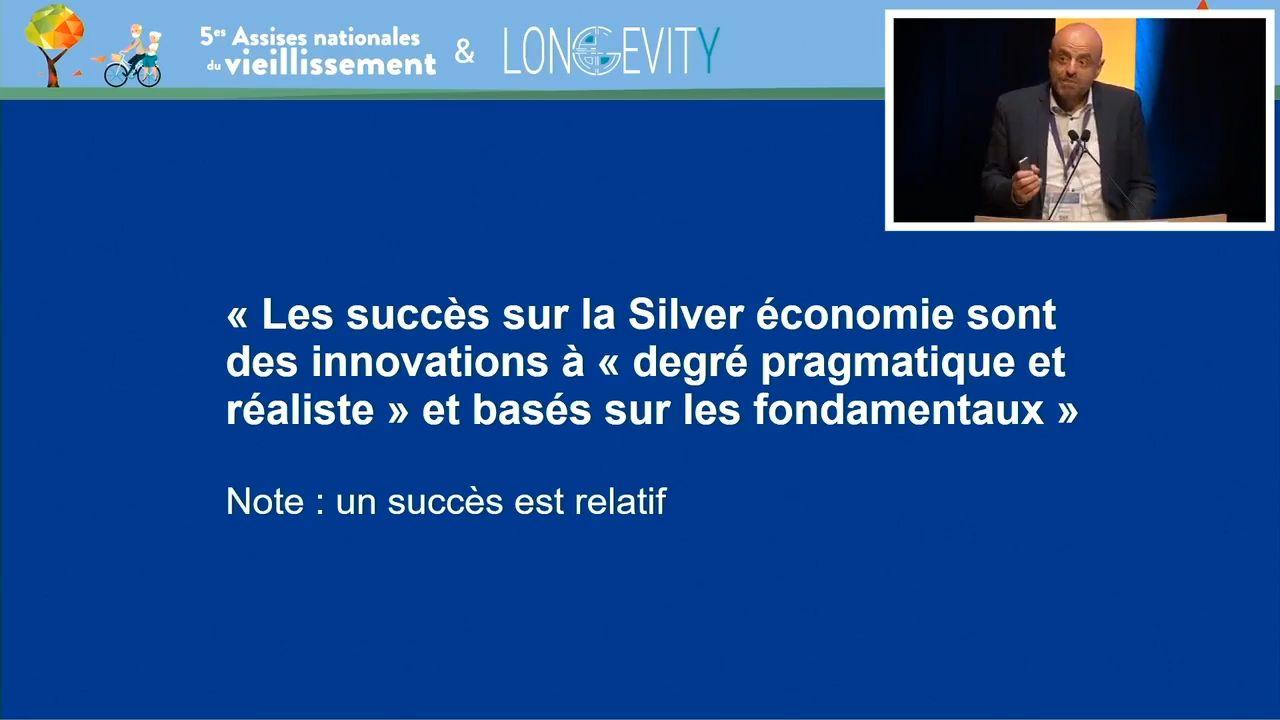 5es Assises nationales
du vieillissement
& LONGEVITY
« Les succès sur la Silver économie sont
des innovations à « degré pragmatique et
réaliste » et basés sur les fondamentaux »
Note : un succès est relatif